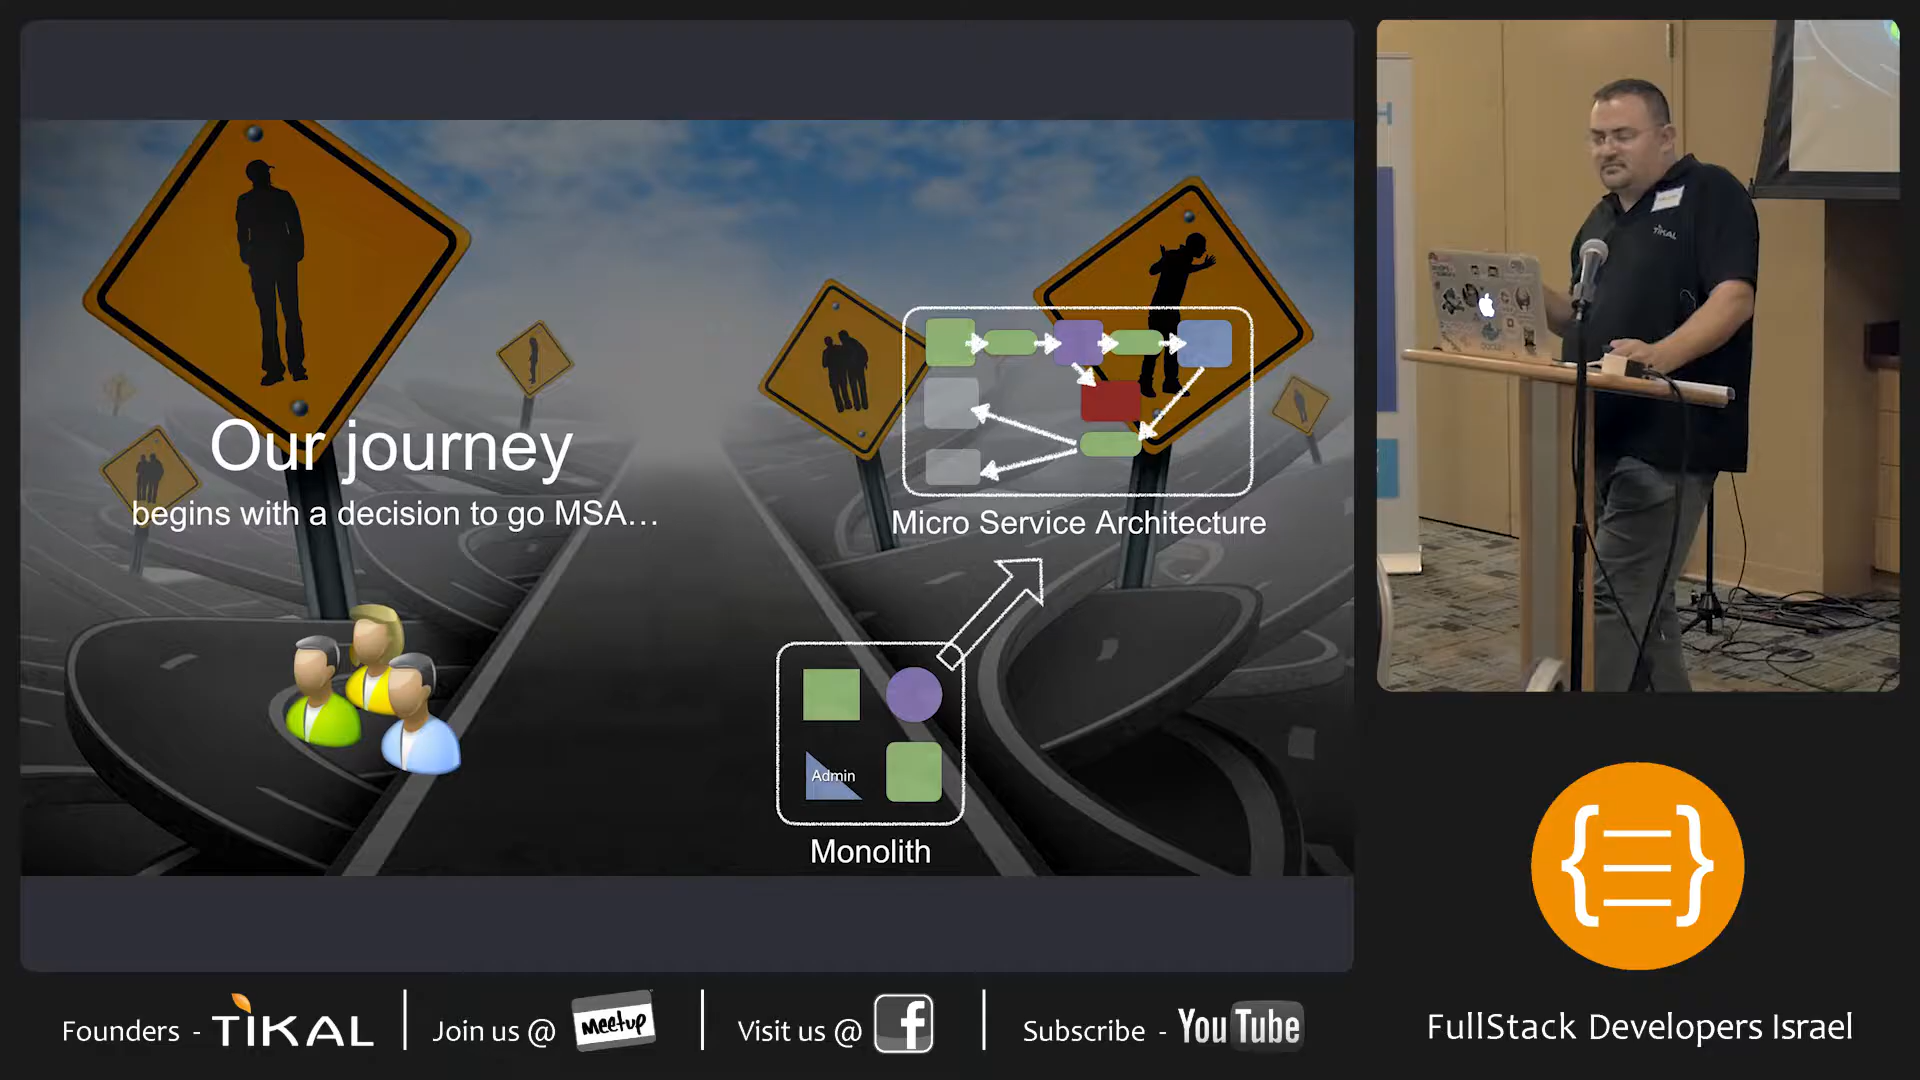 Our journey
begins with a decision to go MSA…
Micro Service Architecture
Admin
Monolith
TIKAL
Founders - TIKAL
Join us @ Meetup
Visit us @ f
Subscribe - YouTube
FullStack Developers Israel